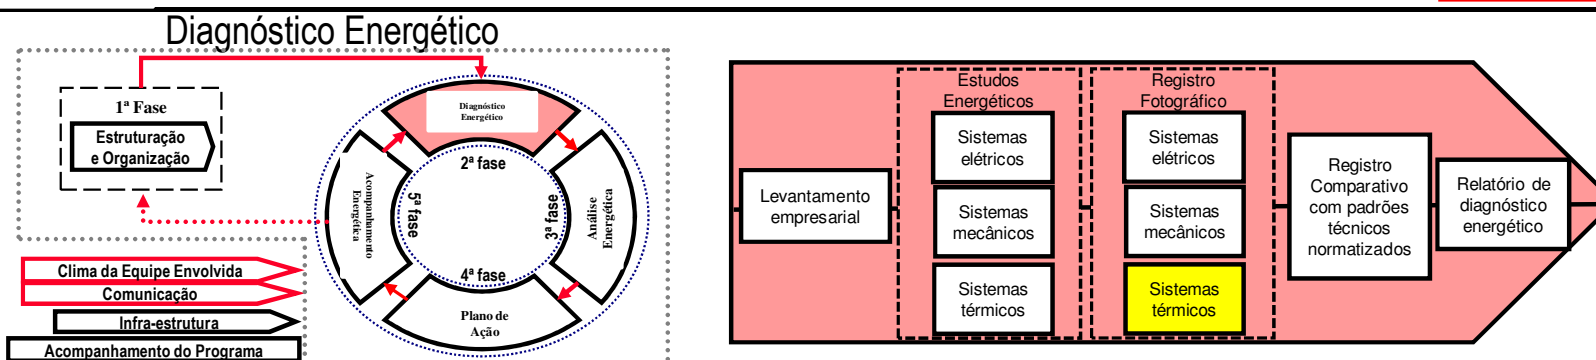 Diagnóstico Energético
1ª Fase
Estruturação
e Organização
Diagnóstico
Energético
2ª fase
Análise
Energética
3ª fase
4ª fase
Plano de
Ação
Acompanhamento
Energética
5ª fase
Clima da Equipe Envolvida
Comunicação
Infra-estrutura
Acompanhamento do Programa
Levantamento
empresarial
Estudos
Energéticos
Sistemas
elétricos
Sistemas
mecânicos
Sistemas
térmicos
Registro
Fotográfico
Sistemas
elétricos
Sistemas
mecânicos
Sistemas
térmicos
Registro
Comparativo
com padrões
técnicos
normatizados
Relatório de
diagnóstico
energético